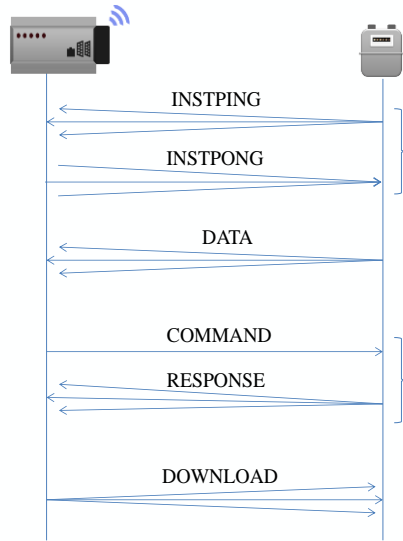 INSTPING
INSTPONG
DATA
COMMAND
RESPONSE
DOWNLOAD